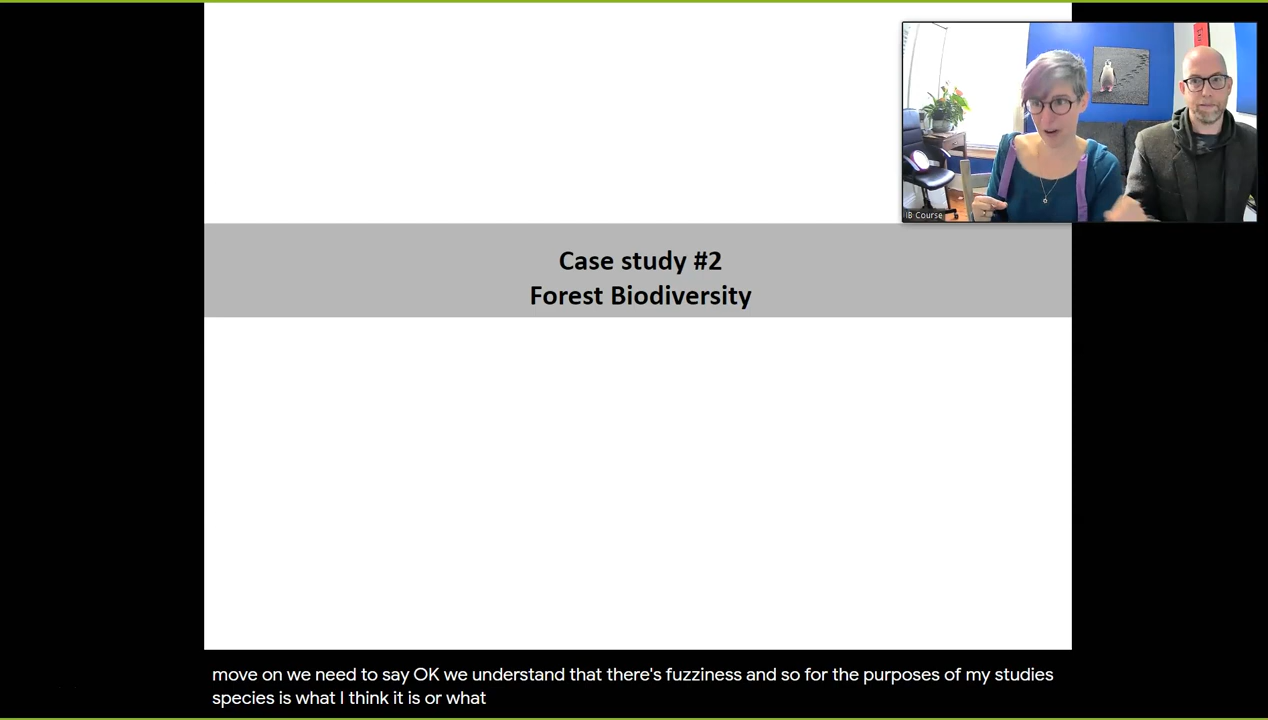 IB Course
Case study #2
Forest Biodiversity
move on we need to say OK we understand that there's fuzziness and so for the purposes of my studies
species is what I think it is or what